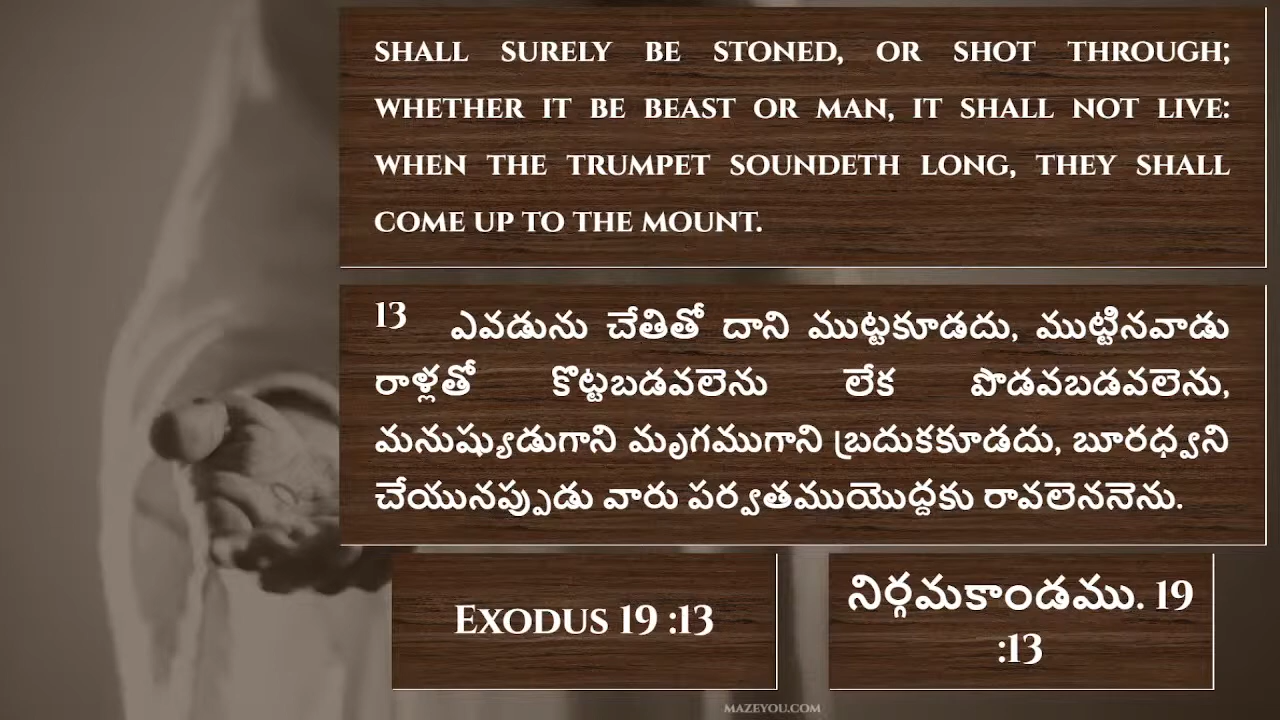 SHALL SURELY BE STONED, OR SHOT THROUGH;
WHETHER IT BE BEAST OR MAN, IT SHALL NOT LIVE:
WHEN THE TRUMPET SOUNDETH LONG, THEY SHALL
COME UP TO THE MOUNT.
13 ఎవడును చేతితో దాని ముట్టకూడదు, ముట్టినవాడు
రాళ్లతో కొట్టబడవలెను లేక పొడవబడవలెను,
మనుష్యుడుగాని మృగముగాని బ్రదుకకూడదు, బూరధ్వని
చేయునప్పుడు వారు పర్వతముయొద్దకు రావలెననెను.
EXODUS 19 :13
నిర్గమకాండము. 19
:13
MAZEYOU.COM